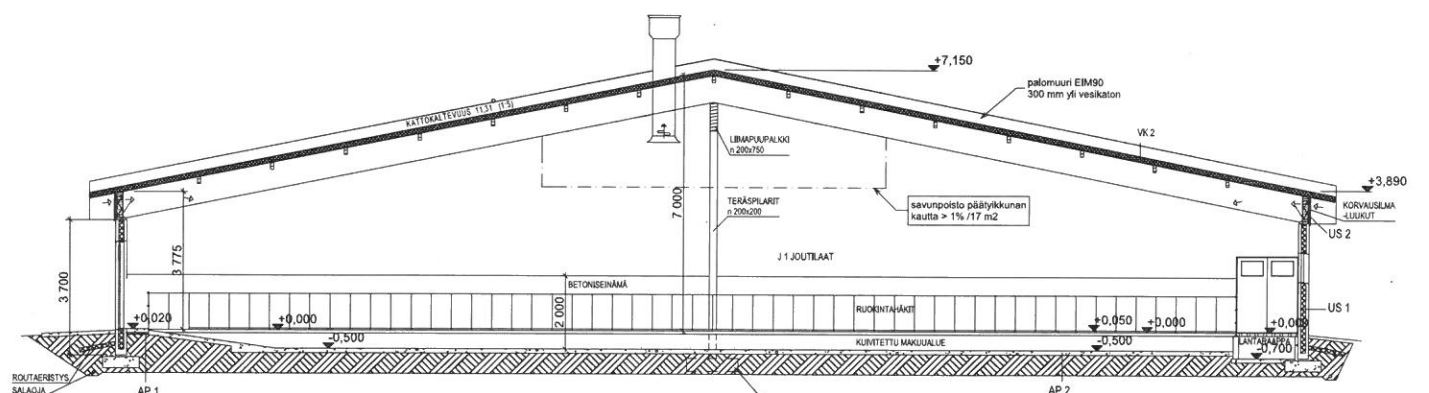 +7,150
palomuuri EIM90
300 mm yli vesikaton
KATTOKALTEVUUS 11,31 (1:5)
VK 2
LIIMAPUUPALKKI
n 200x750
+3,890
7 000
TERÄSPILARIT
n 200x200
savunpoisto päätyikkunan
kautta > 1% /17 m2
KORVAUSILMA
-LUUKUT
US 2
3 700
3 775
J 1 JOUTILAAT
BETONISEINÄMÄ
2 000
RUOKINTAHÄKIT
US 1
+0,020
+0,000
+0,050
+0,000
+0,000
-0,500
KUIVITETTU MAKUUALUE
-0,500
LANTARAAPPA
-0,700
ROUTAERISTYS
SALAOJA
AP 1
AP 2